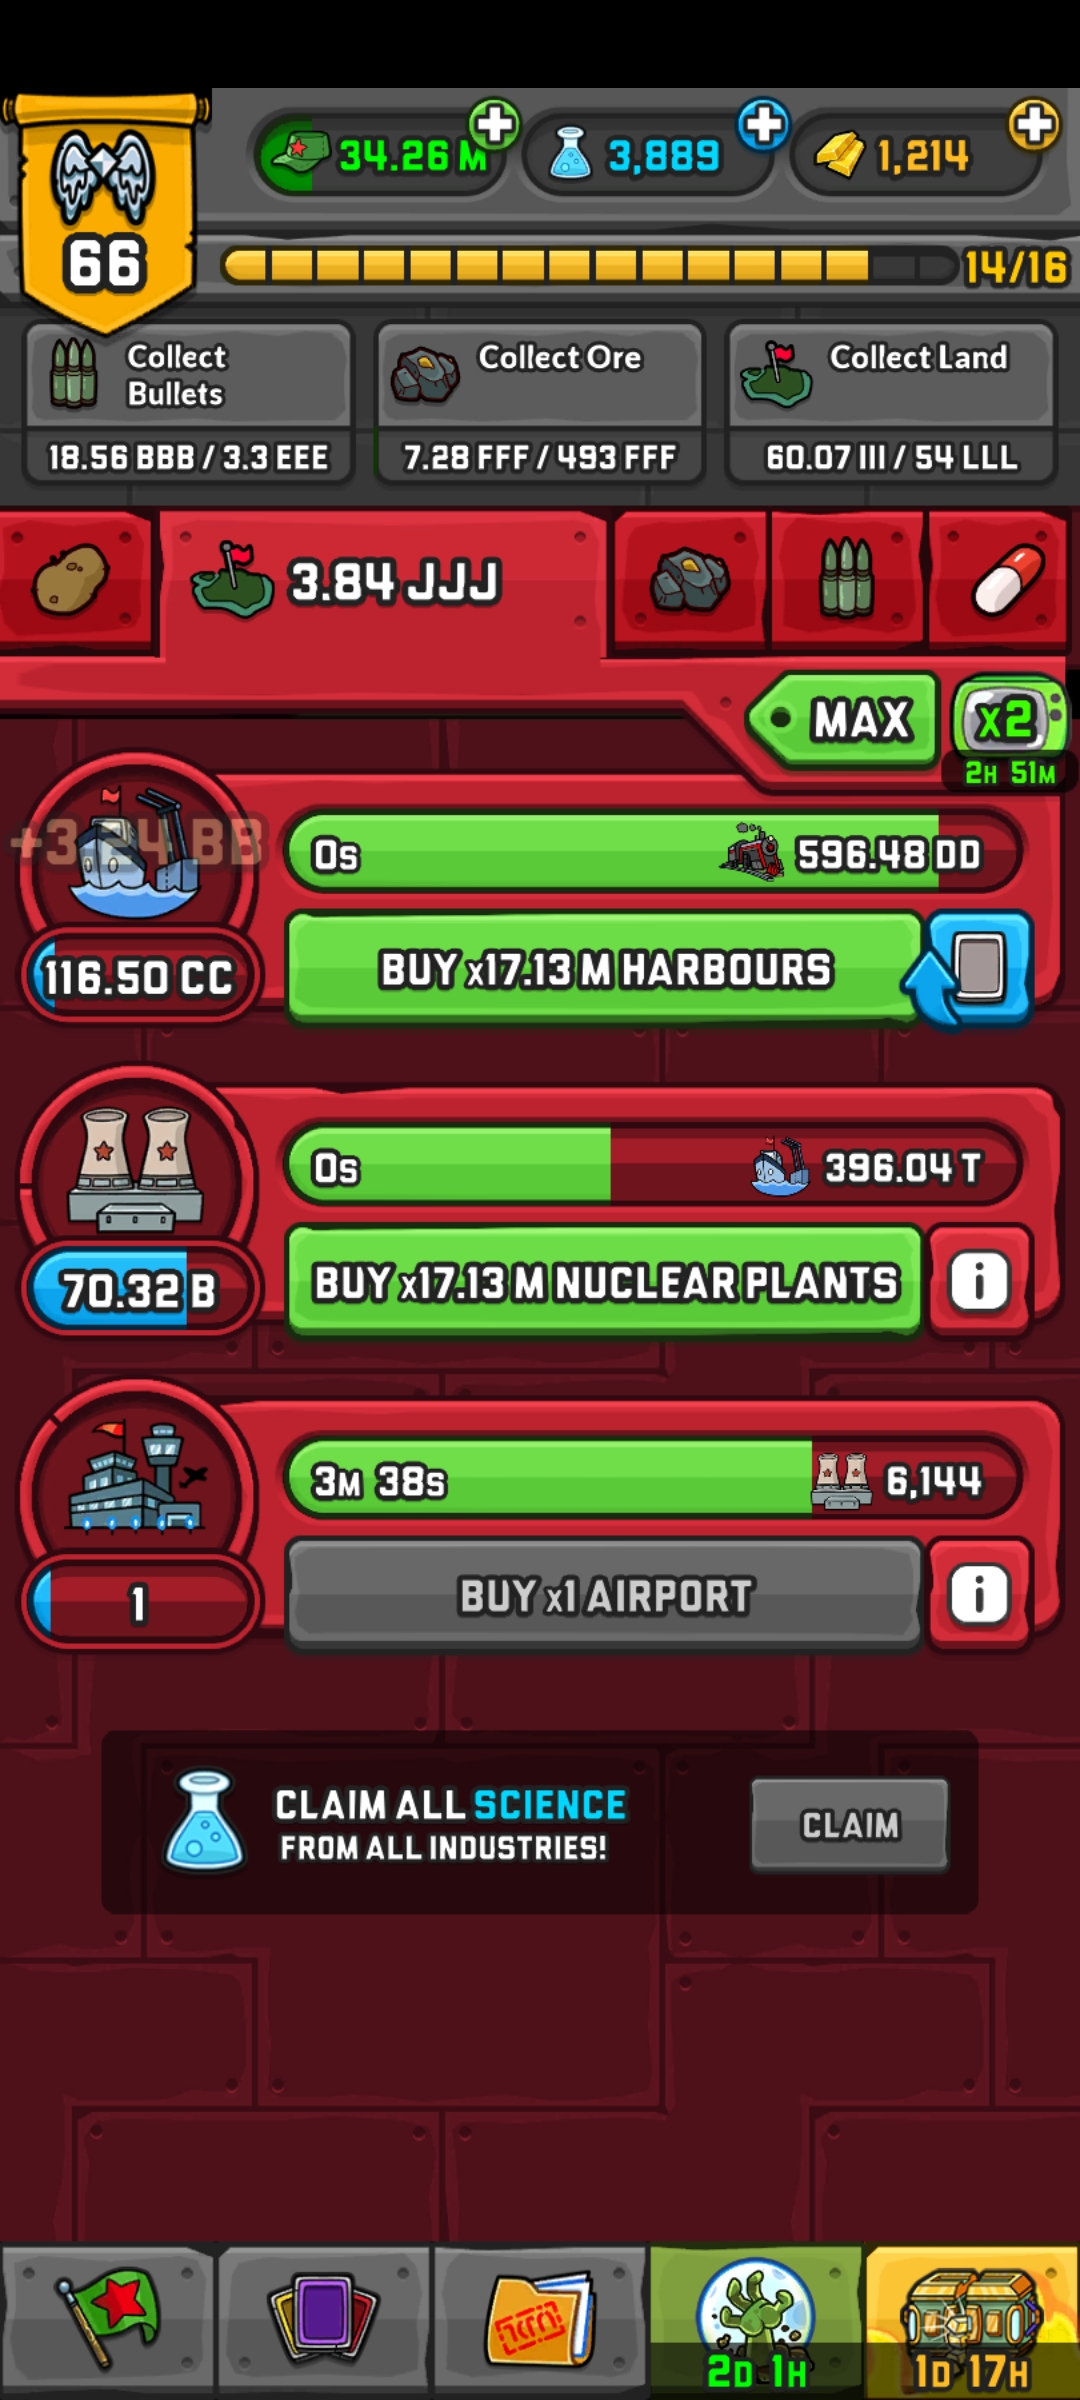 34.26 M
3,889
1,214
66
14/16
Collect
Bullets
18.56 BBB / 3.3 EEE
Collect Ore
7.28 FFF / 493 FFF
Collect Land
60.07 III / 54 LLL
3.84 JJJ
MAX
x2
2H 51M
+3.24 BB
0s
596.48 DD
116.50 CC
BUY x17.13 M HARBOURS
0s
396.04 T
70.32 B
BUY x17.13 M NUCLEAR PLANTS
i
3M 38s
6,144
1
BUY x1 AIRPORT
i
CLAIM ALL SCIENCE
FROM ALL INDUSTRIES!
CLAIM
2D 1H
1D 17H